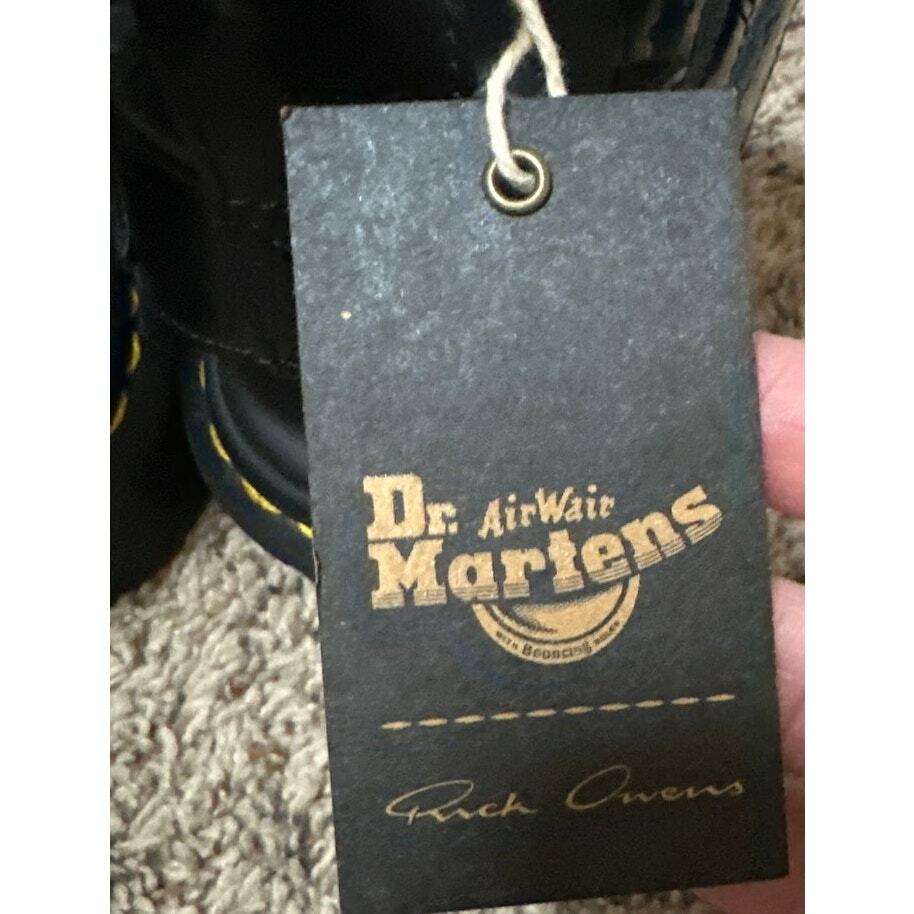 Dr. AirWair
Martens
WITH Bouncing SOLES
Rick Owens